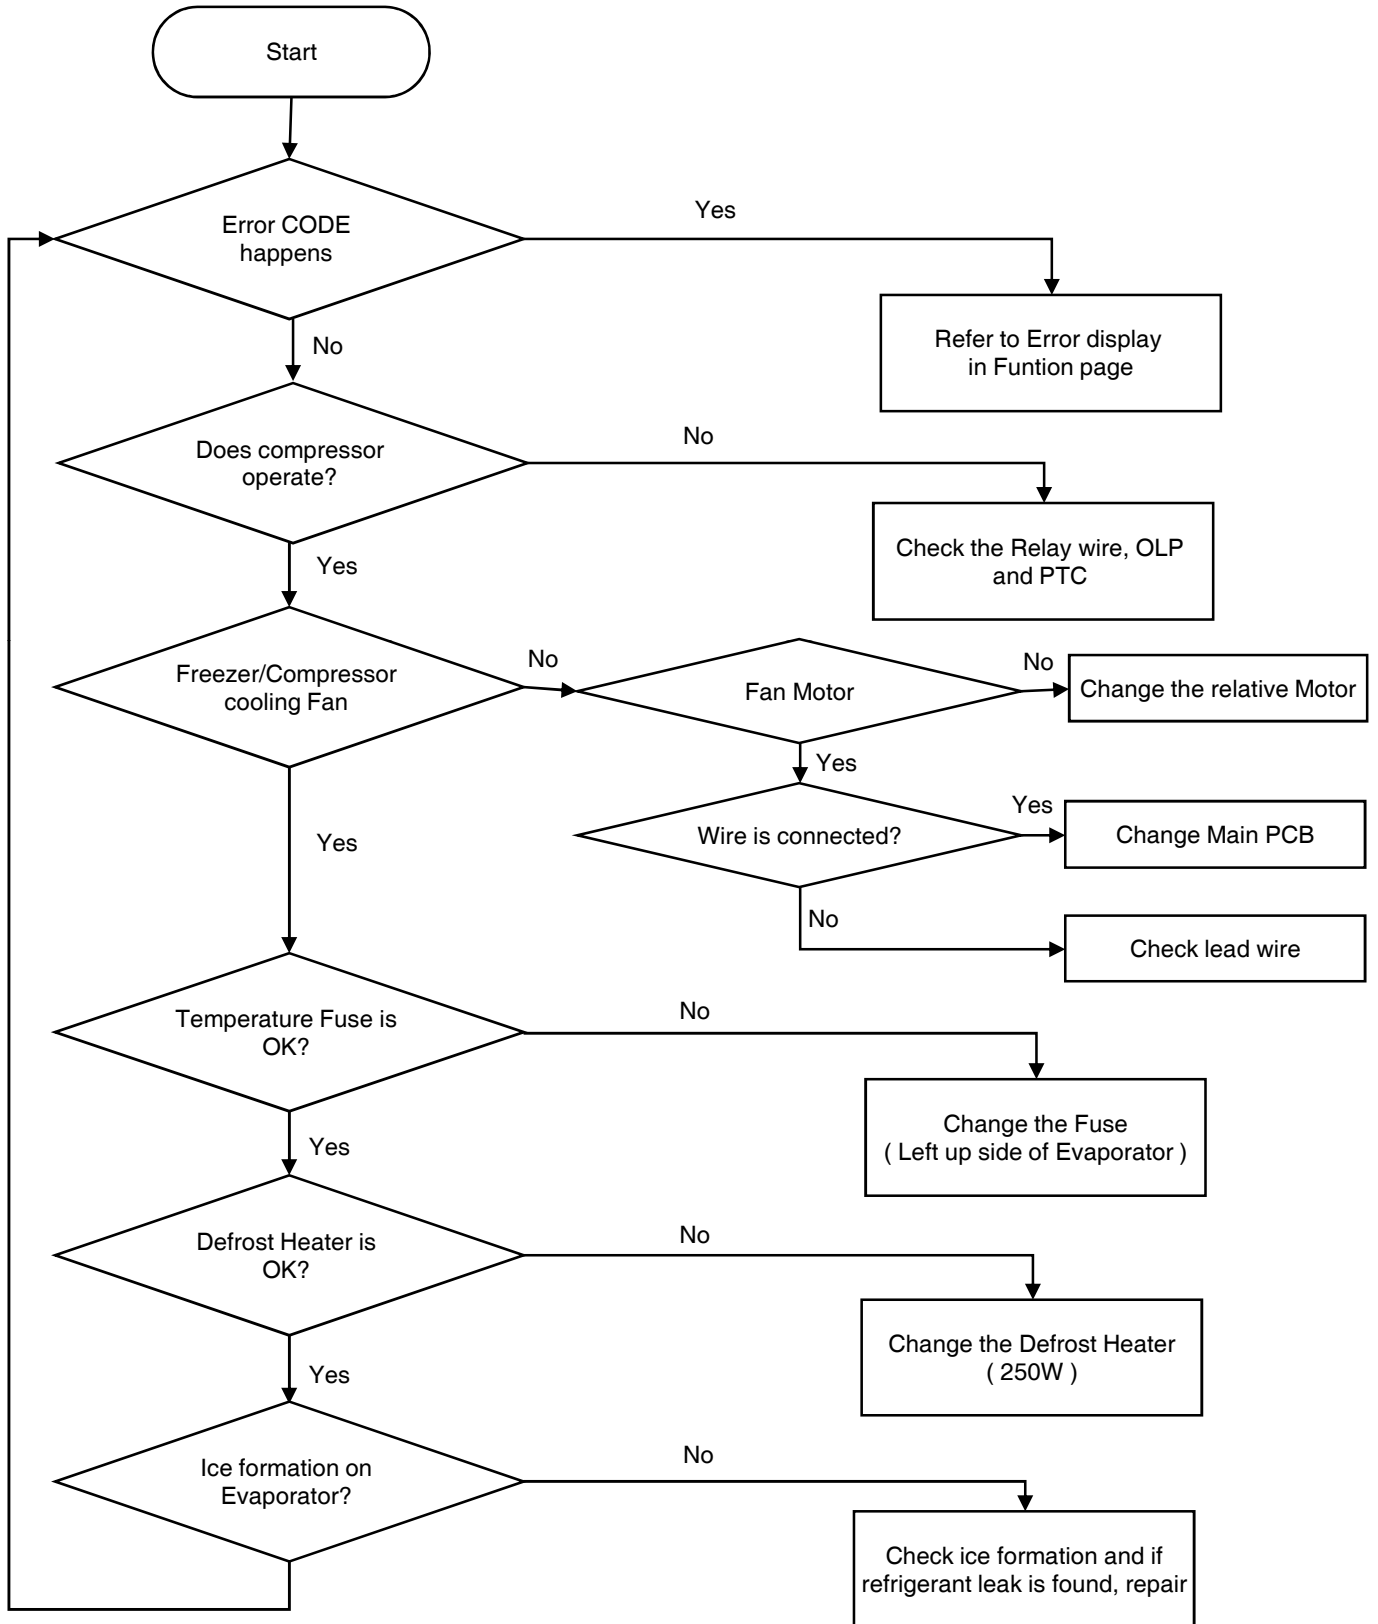 Start
Error CODE
happens
Yes
Refer to Error display
in Funtion page
No
Does compressor
operate?
No
Check the Relay wire, OLP
and PTC
Yes
Freezer/Compressor
cooling Fan
No
Fan Motor
No
Change the relative Motor
Yes
Wire is connected?
Yes
Change Main PCB
No
Check lead wire
Yes
Temperature Fuse is
OK?
No
Change the Fuse
( Left up side of Evaporator )
Yes
Defrost Heater is
OK?
No
Change the Defrost Heater
( 250W )
Yes
Ice formation on
Evaporator?
No
Check ice formation and if
refrigerant leak is found, repair